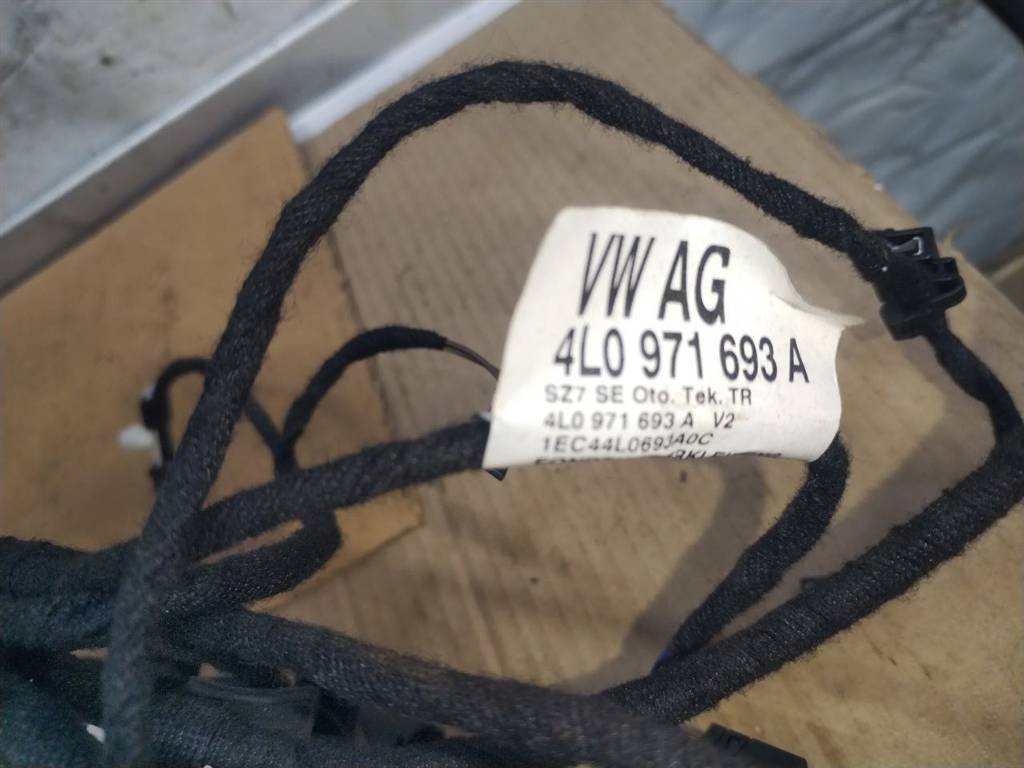 VW AG
4L0 971 693 A
SZ7 SE Oto. Tek. TR
4L0 971 693 A V2
1EC44L0693A0C